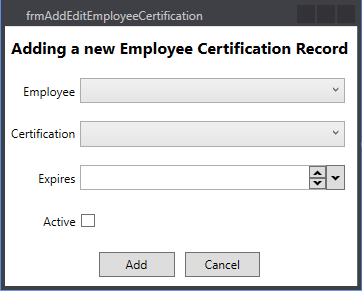 frmAddEditEmployeeCertification
Adding a new Employee Certification Record
Employee
Certification
Expires
Active
Add Cancel